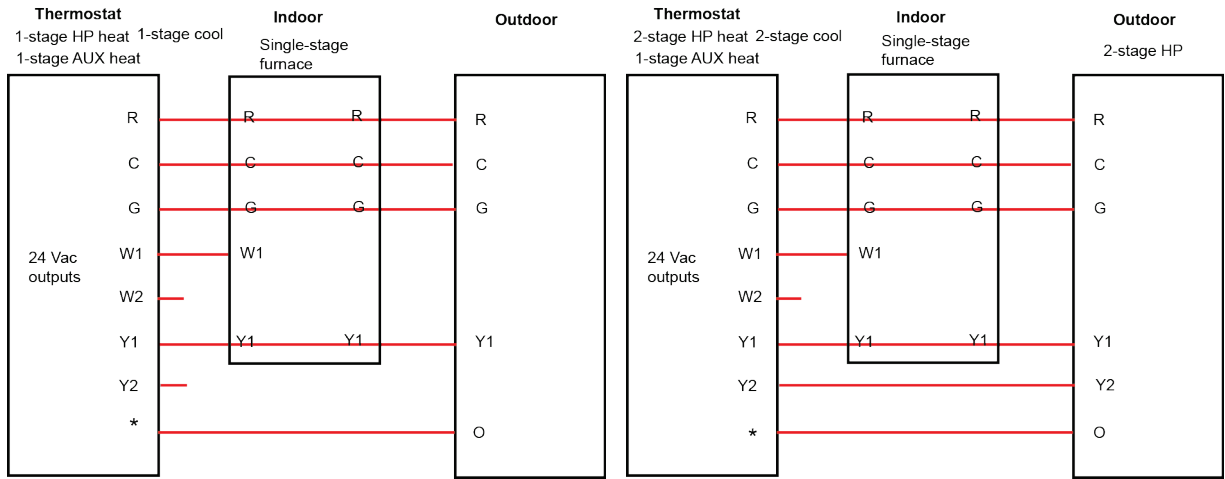 Thermostat
1-stage HP heat 1-stage cool
1-stage AUX heat
Indoor
Single-stage
furnace
Outdoor
R R R R
C C C C
G G G G
24 Vac
outputs
W1 W1
W2
Y1 Y1 Y1 Y1
Y2
* O
Thermostat
2-stage HP heat 2-stage cool
1-stage AUX heat
Indoor
Single-stage
furnace
Outdoor
2-stage HP
R R R R
C C C C
G G G G
24 Vac
outputs
W1 W1
W2
Y1 Y1 Y1 Y1
Y2 Y2
* O